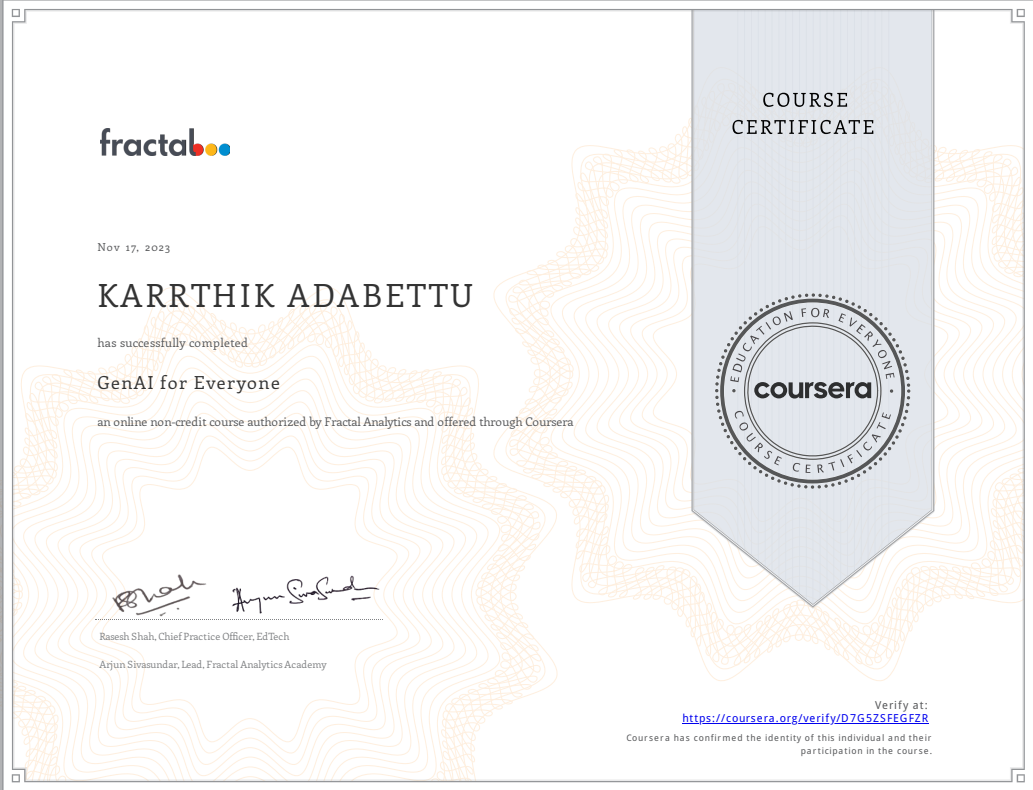 COURSE
CERTIFICATE
fractal
Nov 17, 2023
KARRTHIK ADABETTU
has successfully completed
GenAI for Everyone
an online non-credit course authorized by Fractal Analytics and offered through Coursera
EDUCATION FOR EVERYONE
coursera
COURSE CERTIFICATE
Rasesh Shah, Chief Practice Officer, EdTech
Arjun Sivasundar, Lead, Fractal Analytics Academy
Verify at:
https://coursera.org/verify/D7G5ZSFEGFZR
Coursera has confirmed the identity of this individual and their
participation in the course.